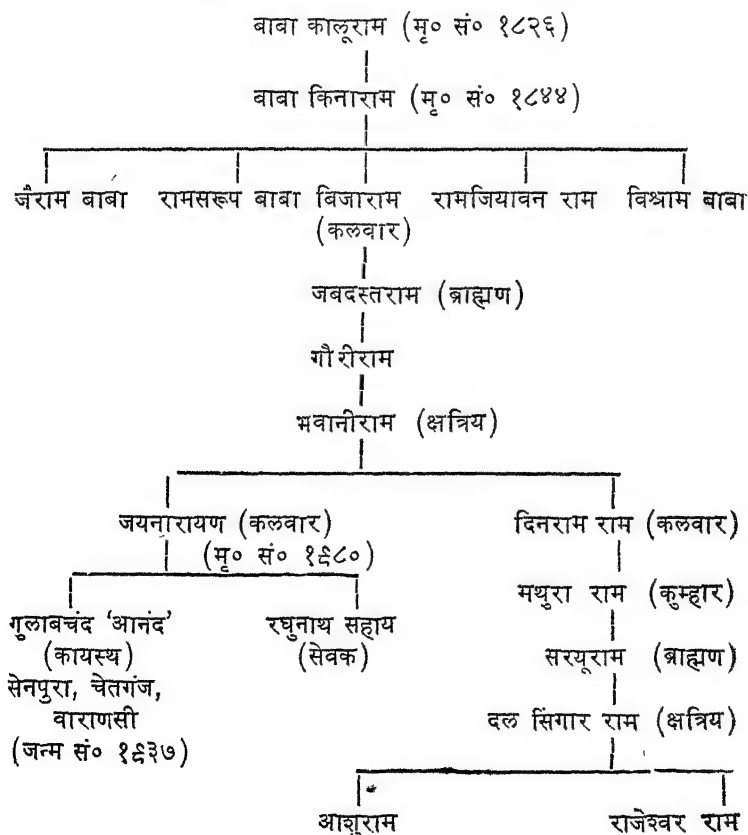 बाबा कालूराम (मृ० सं० १८२६)
बाबा किनाराम (मृ० सं० १८४४)
जैराम बाबा रामसरूप बाबा बिजाराम रामजियावन राम विश्राम बाबा
(कलवार)
जबदस्तराम (ब्राह्मण)
गौरीराम
भवानीराम (क्षत्रिय)
जयनारायण (कलवार) दिनराम राम (कलवार)
(मृ० सं० १९८०)
मथुरा राम (कुम्हार)
गुलाबचंद ‘आनंद’ रघुनाथ सहाय
(कायस्थ) (सेवक) सरयूराम (ब्राह्मण)
सेनपुरा, चेतगंज,
वाराणसी दल सिंगार राम (क्षत्रिय)
(जन्म सं० १९३७)
आशुराम राजेश्वर राम